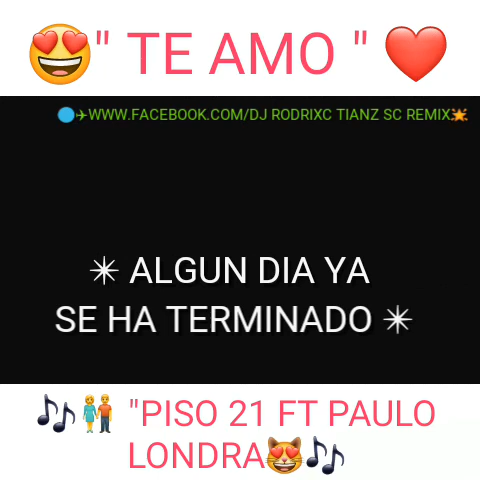 😍" TE AMO " ❤️
🔵✈WWW.FACEBOOK.COM/DJ RODRIXC TIANZ SC REMIX💥
✴ ALGUN DIA YA
SE HA TERMINADO ✴
🎶👫 "PISO 21 FT PAULO
LONDRA😻🎶